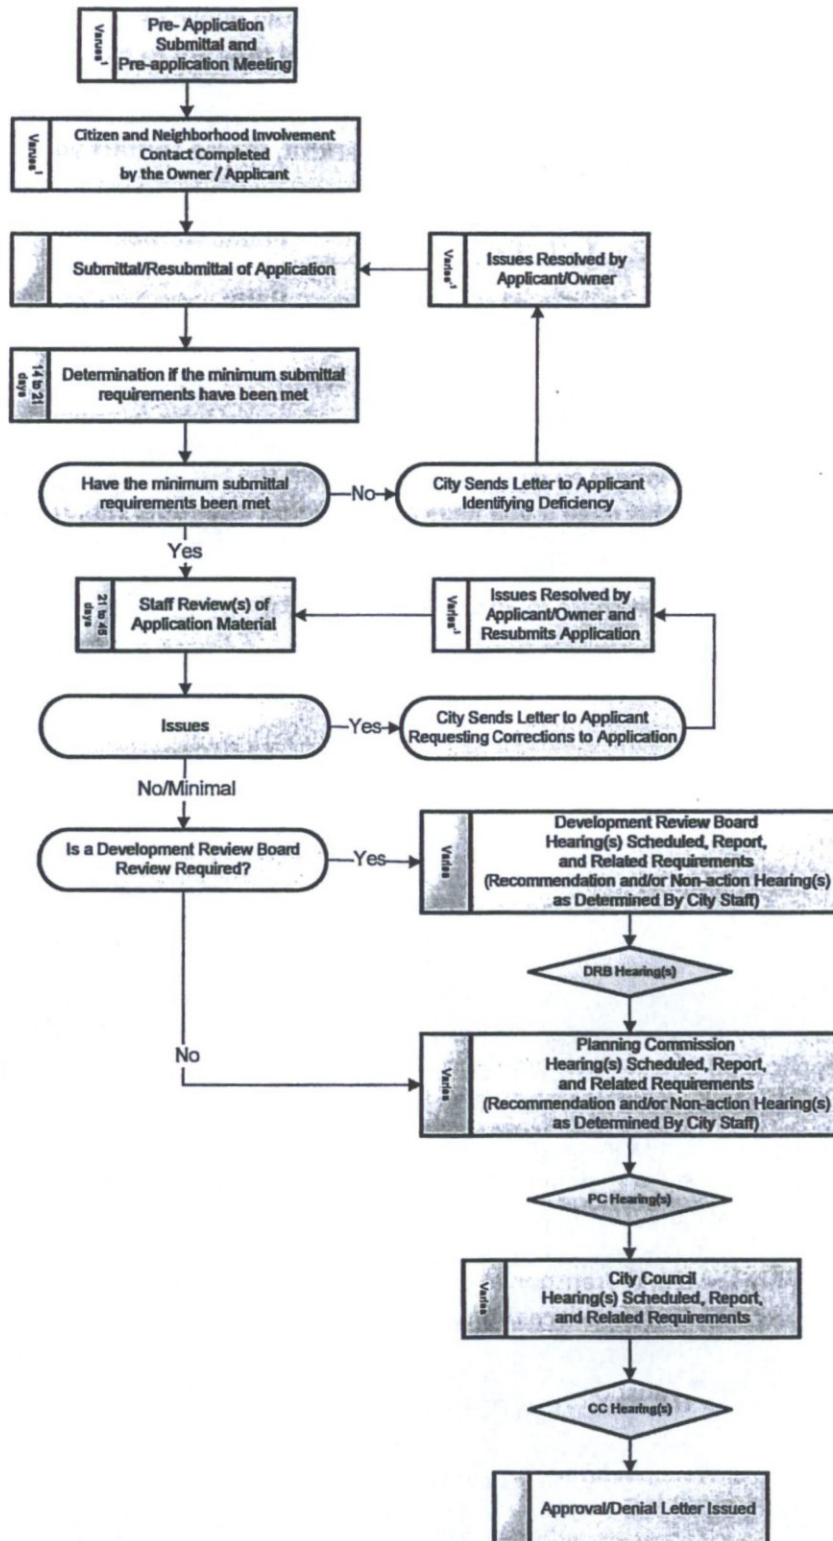 Varues¹
Pre- Application
Submittal and
Pre-application Meeting
Varues¹
Citizen and Neighborhood Involvement
Contact Completed
by the Owner / Applicant
Submittal/Resubmittal of Application
Varies¹
Issues Resolved by
Applicant/Owner
14 to 21
days
Determination if the minimum submittal
requirements have been met
Have the minimum submittal
requirements been met
No
City Sends Letter to Applicant
Identifying Deficiency
Yes
21 to 45
days
Staff Review(s) of
Application Material
Varies¹
Issues Resolved by
Applicant/Owner and
Resubmits Application
Issues
Yes
City Sends Letter to Applicant
Requesting Corrections to Application
No/Minimal
Is a Development Review Board
Review Required?
Yes
Varies
Development Review Board
Hearing(s) Scheduled, Report,
and Related Requirements
(Recommendation and/or Non-action Hearing(s)
as Determined By City Staff)
DRB Hearing(s)
No
Varies
Planning Commission
Hearing(s) Scheduled, Report,
and Related Requirements
(Recommendation and/or Non-action Hearing(s)
as Determined By City Staff)
PC Hearing(s)
Varies
City Council
Hearing(s) Scheduled, Report,
and Related Requirements
CC Hearing(s)
Approval/Denial Letter Issued